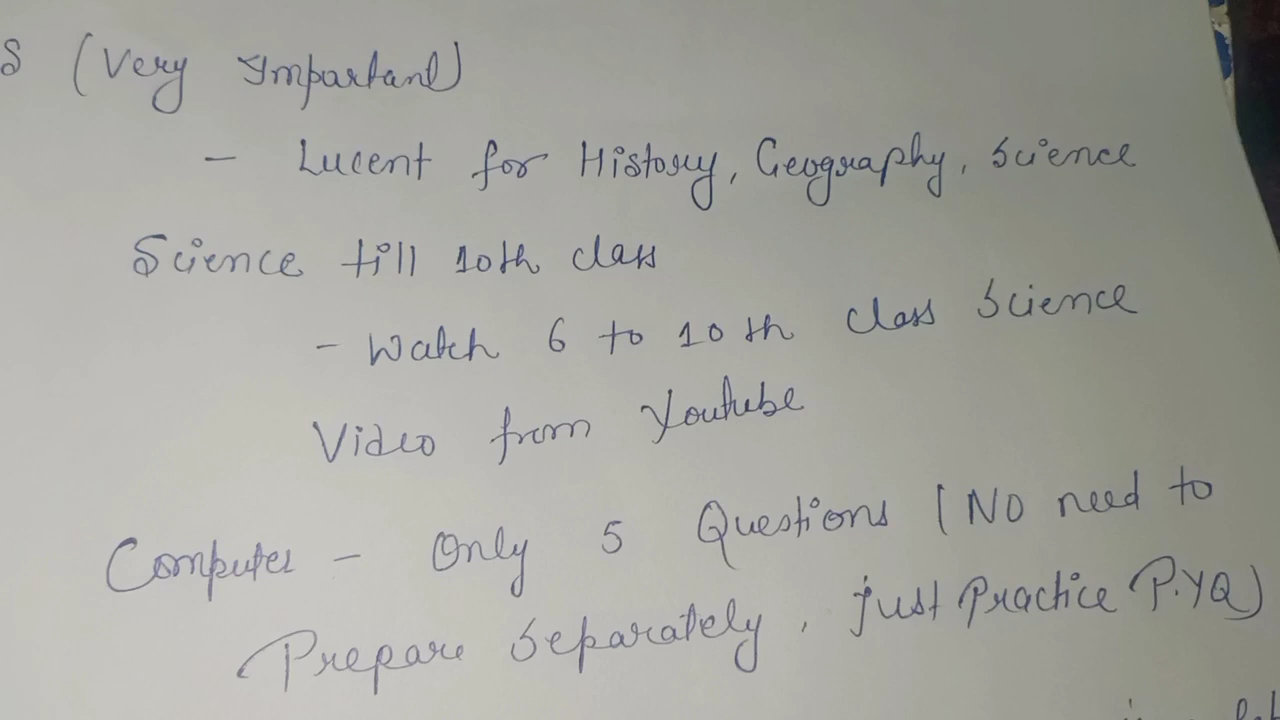 S (Very Important)
- Lucent for History, Geography, Science
Science till 10th class
- Watch 6 to 10th class Science
Video from Youtube
Computer - Only 5 Questions (No need to
Prepare Separately, just Practice P.YQ)